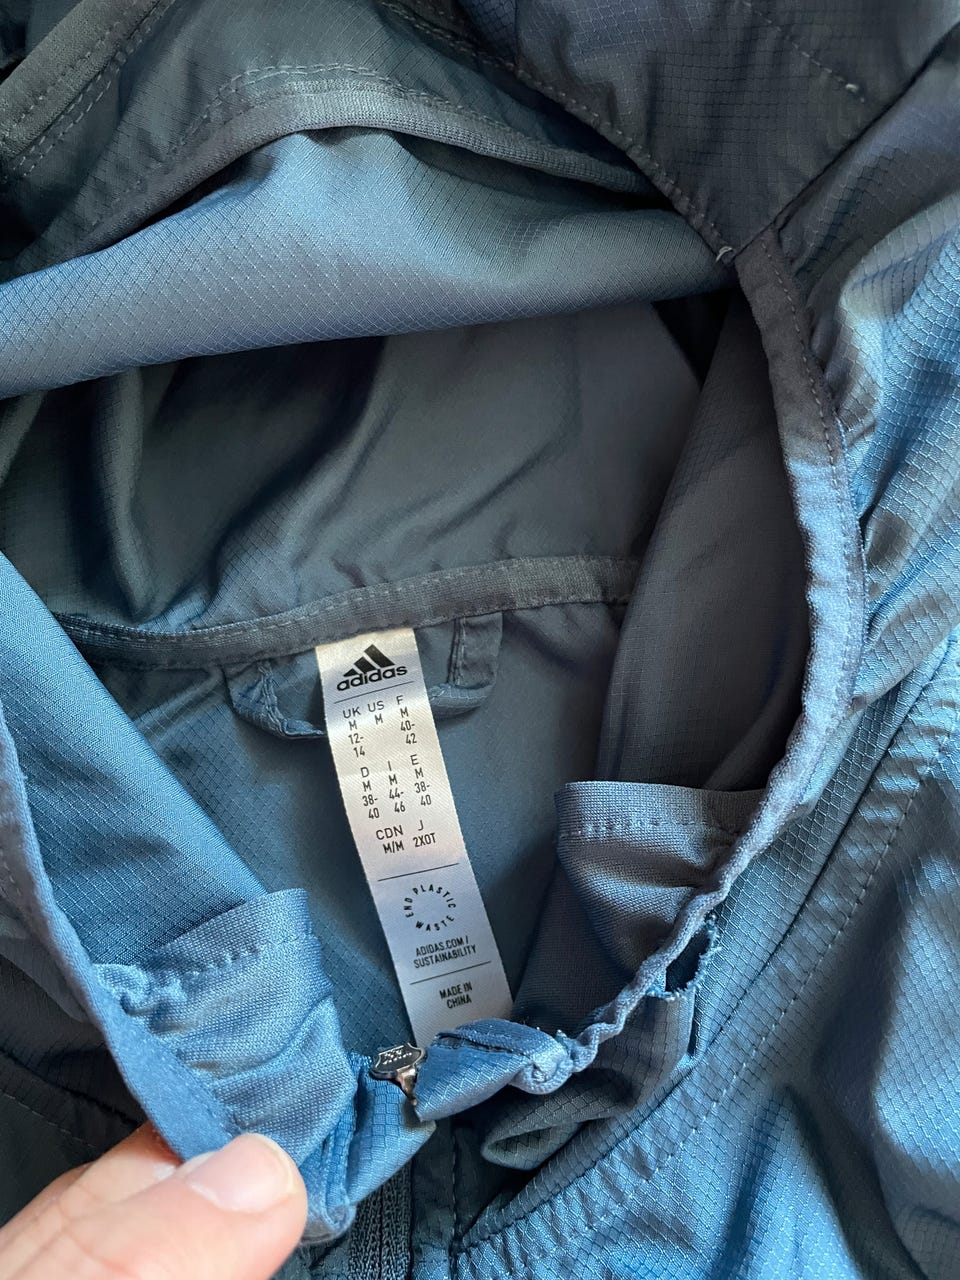 adidas
UK US F
M M M
12- 40-
14 42
D I E
M M M
38- 44- 38-
40 46 40
CDN J
M/M 2XOT
END PLASTIC WASTE
ADIDAS.COM/
SUSTAINABILITY
MADE IN
CHINA